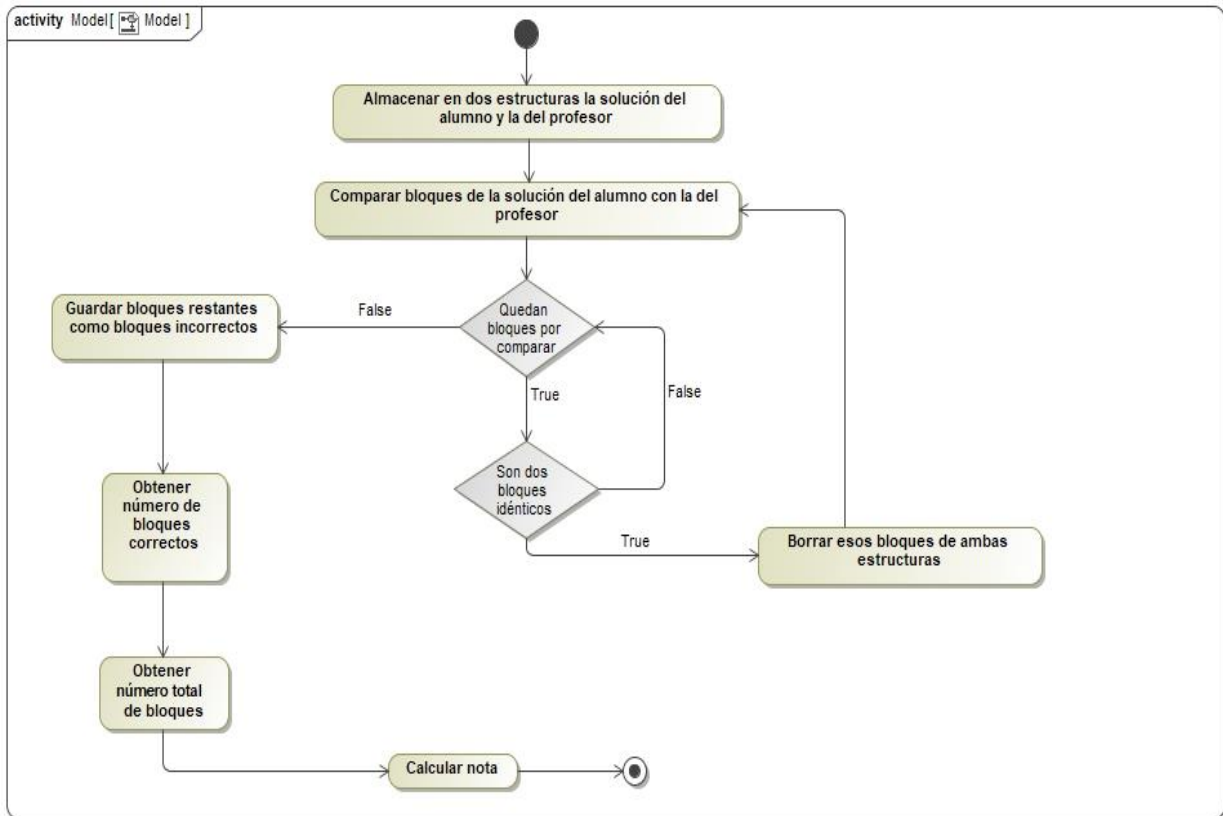 activity Model[ Model ]
Almacenar en dos estructuras la solución del
alumno y la del profesor
Comparar bloques de la solución del alumno con la del
profesor
Quedan
bloques por
comparar
False
Guardar bloques restantes
como bloques incorrectos
True
False
Son dos
bloques
idénticos
True
Borrar esos bloques de ambas
estructuras
Obtener
número de
bloques
correctos
Obtener
número total
de bloques
Calcular nota